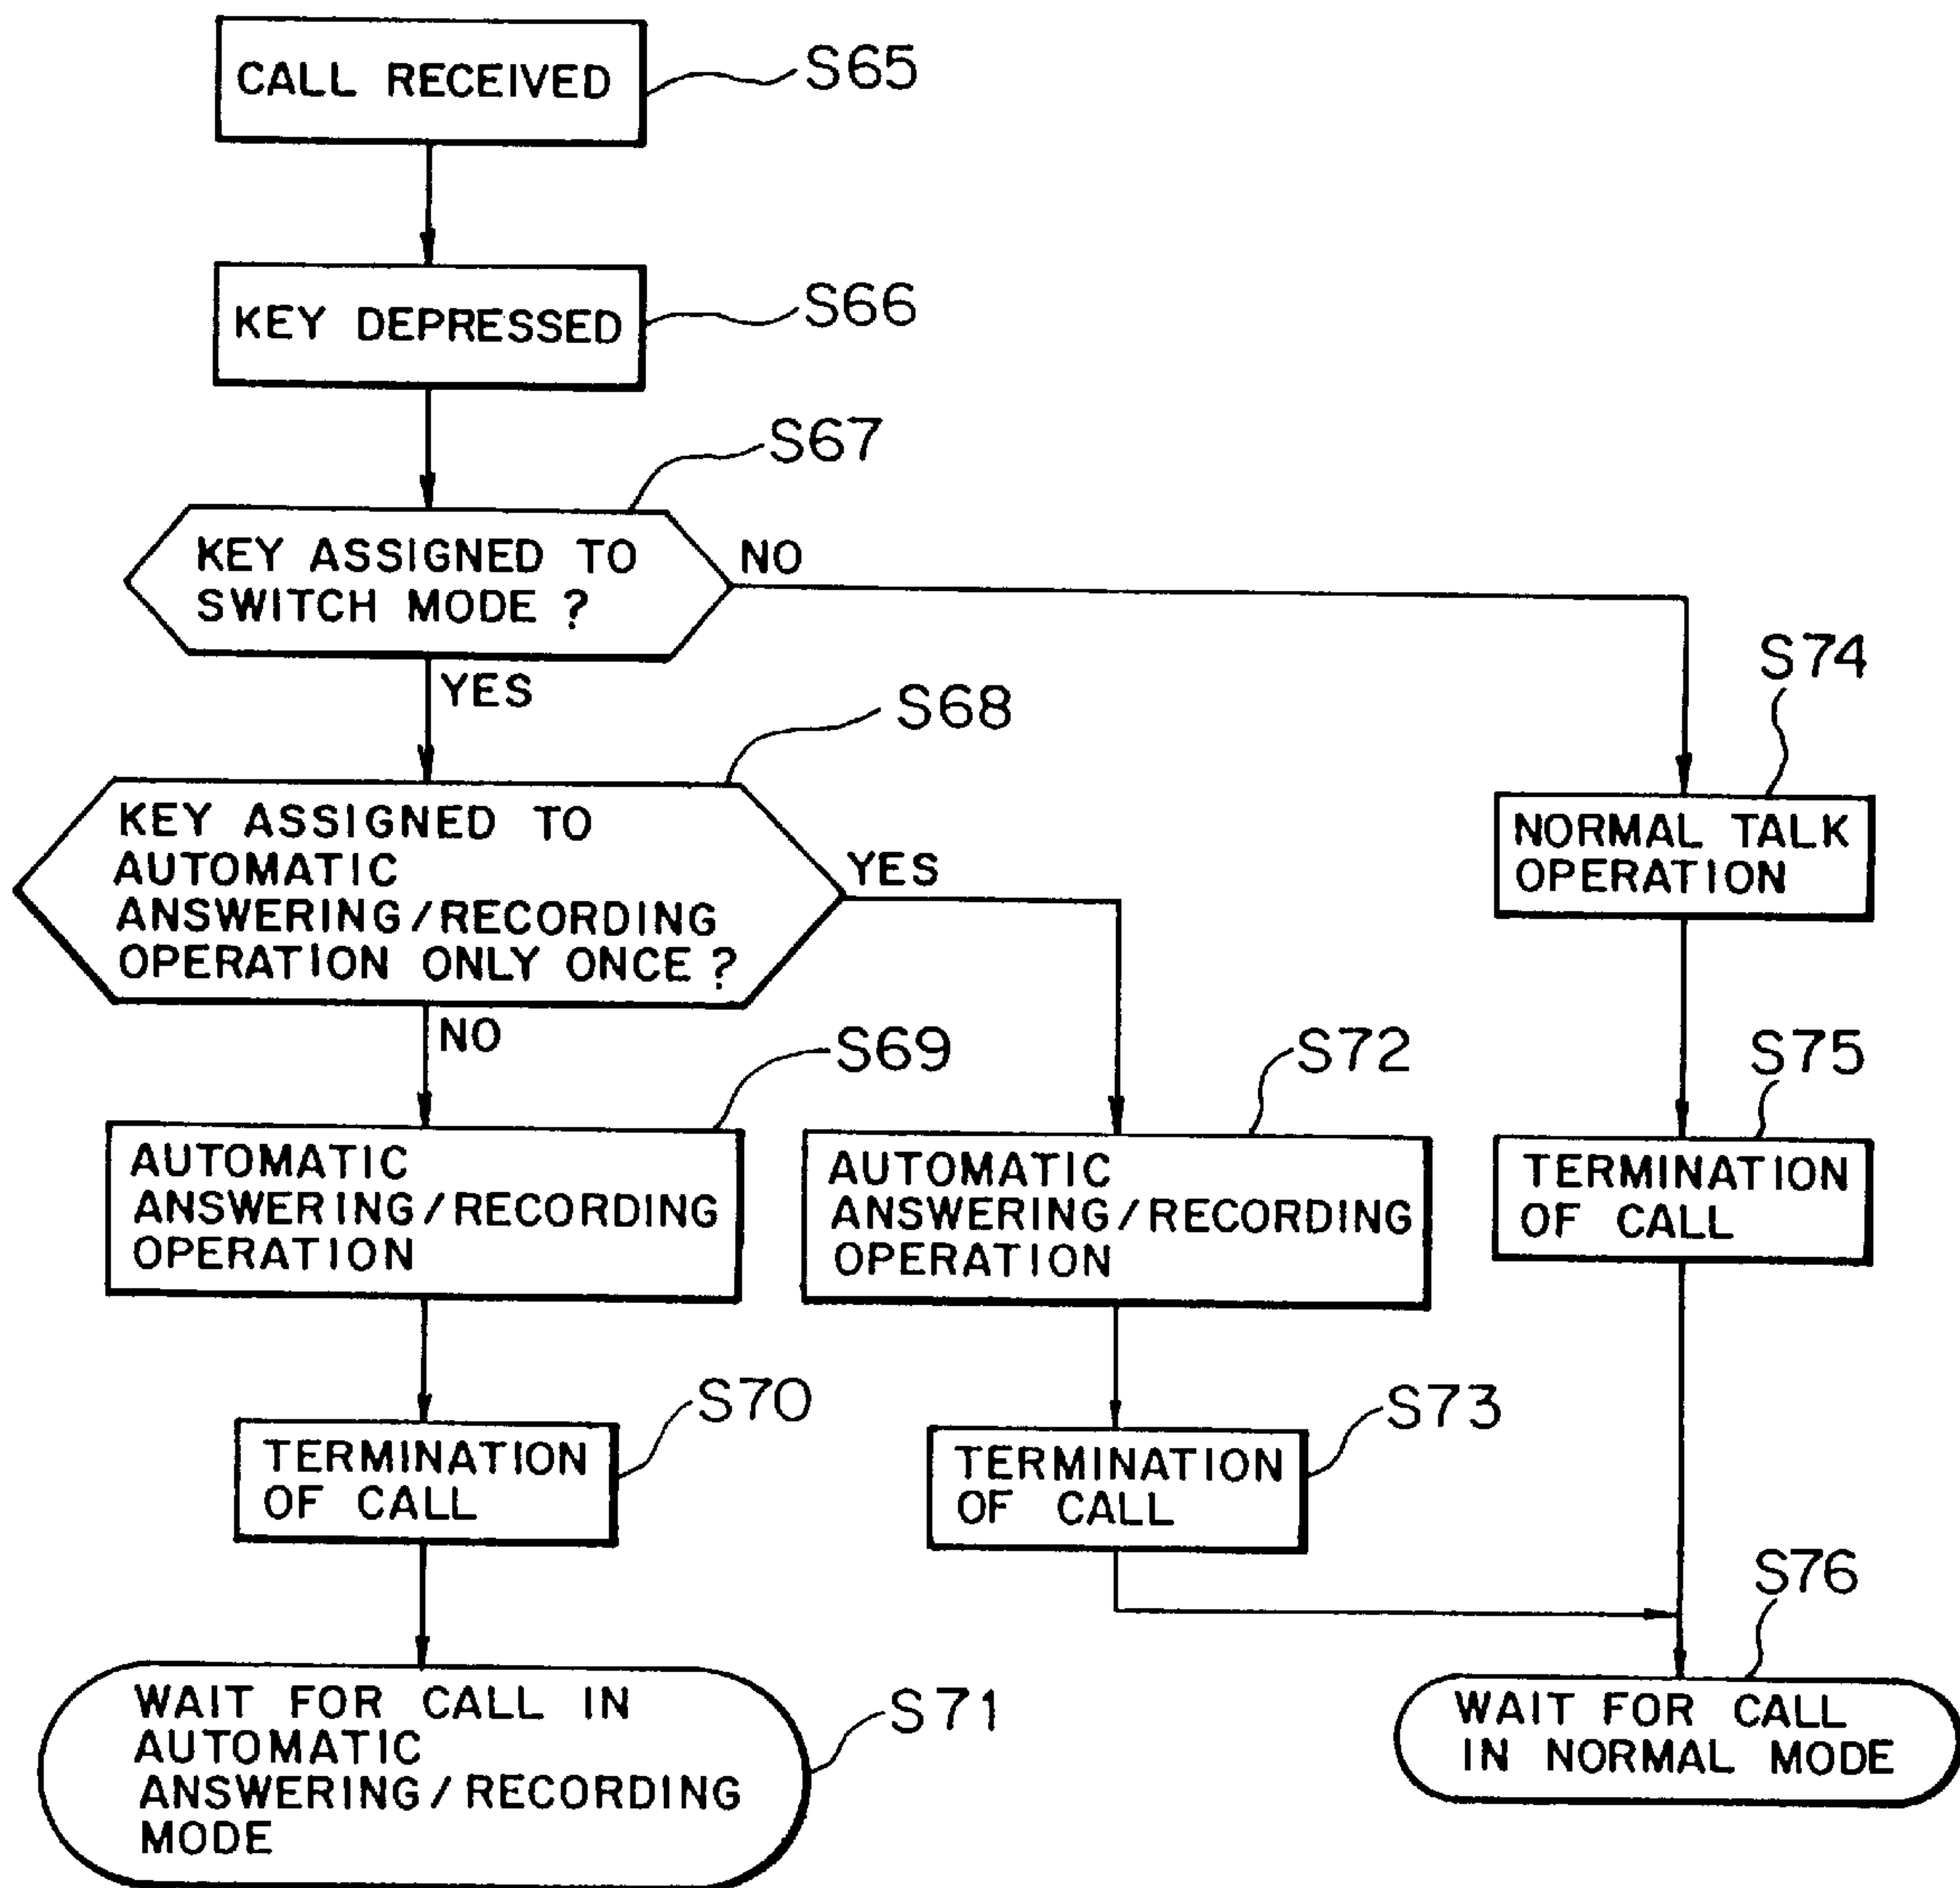 CALL RECEIVED
S65
KEY DEPRESSED
S66
S67
KEY ASSIGNED TO
SWITCH MODE ?
NO
YES
S74
S68
KEY ASSIGNED TO
AUTOMATIC
ANSWERING/RECORDING
OPERATION ONLY ONCE ?
YES
NO
NORMAL TALK
OPERATION
S69
S72
S75
AUTOMATIC
ANSWERING/RECORDING
OPERATION
AUTOMATIC
ANSWERING/RECORDING
OPERATION
TERMINATION
OF CALL
S70
S73
TERMINATION
OF CALL
TERMINATION
OF CALL
S76
WAIT FOR CALL IN
AUTOMATIC
ANSWERING/RECORDING
MODE
S71
WAIT FOR CALL
IN NORMAL MODE